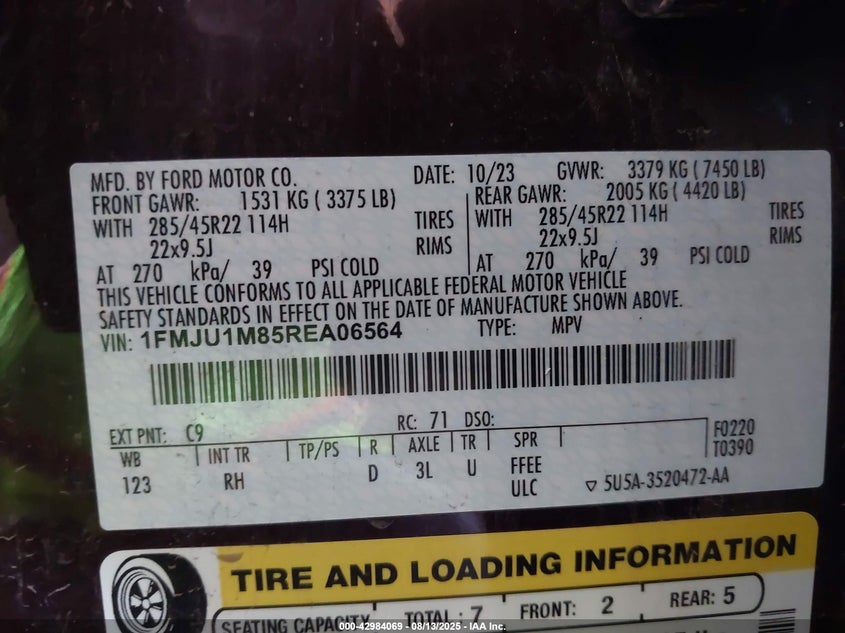 MFD. BY FORD MOTOR CO. DATE: 10/23 GVWR: 3379 KG ( 7450 LB)
FRONT GAWR: 1531 KG ( 3375 LB) REAR GAWR: 2005 KG ( 4420 LB)
WITH 285/45R22 114H TIRES WITH 285/45R22 114H TIRES
22x9.5J RIMS 22x9.5J RIMS
AT 270 kPa/ 39 PSI COLD AT 270 kPa/ 39 PSI COLD
THIS VEHICLE CONFORMS TO ALL APPLICABLE FEDERAL MOTOR VEHICLE
SAFETY STANDARDS IN EFFECT ON THE DATE OF MANUFACTURE SHOWN ABOVE.
VIN: 1FMJU1M85REA06564 TYPE: MPV
EXT PNT: C9 RC: 71 DSO:
WB INT TR TP/PS R AXLE TR SPR F0220
T0390
123 RH D 3L U FFEE
ULC 5U5A-3520472-AA
TIRE AND LOADING INFORMATION
SEATING CAPACITY TOTAL : 7 FRONT: 2 REAR: 5
000-42984069 - 08/13/2025 - IAA Inc.